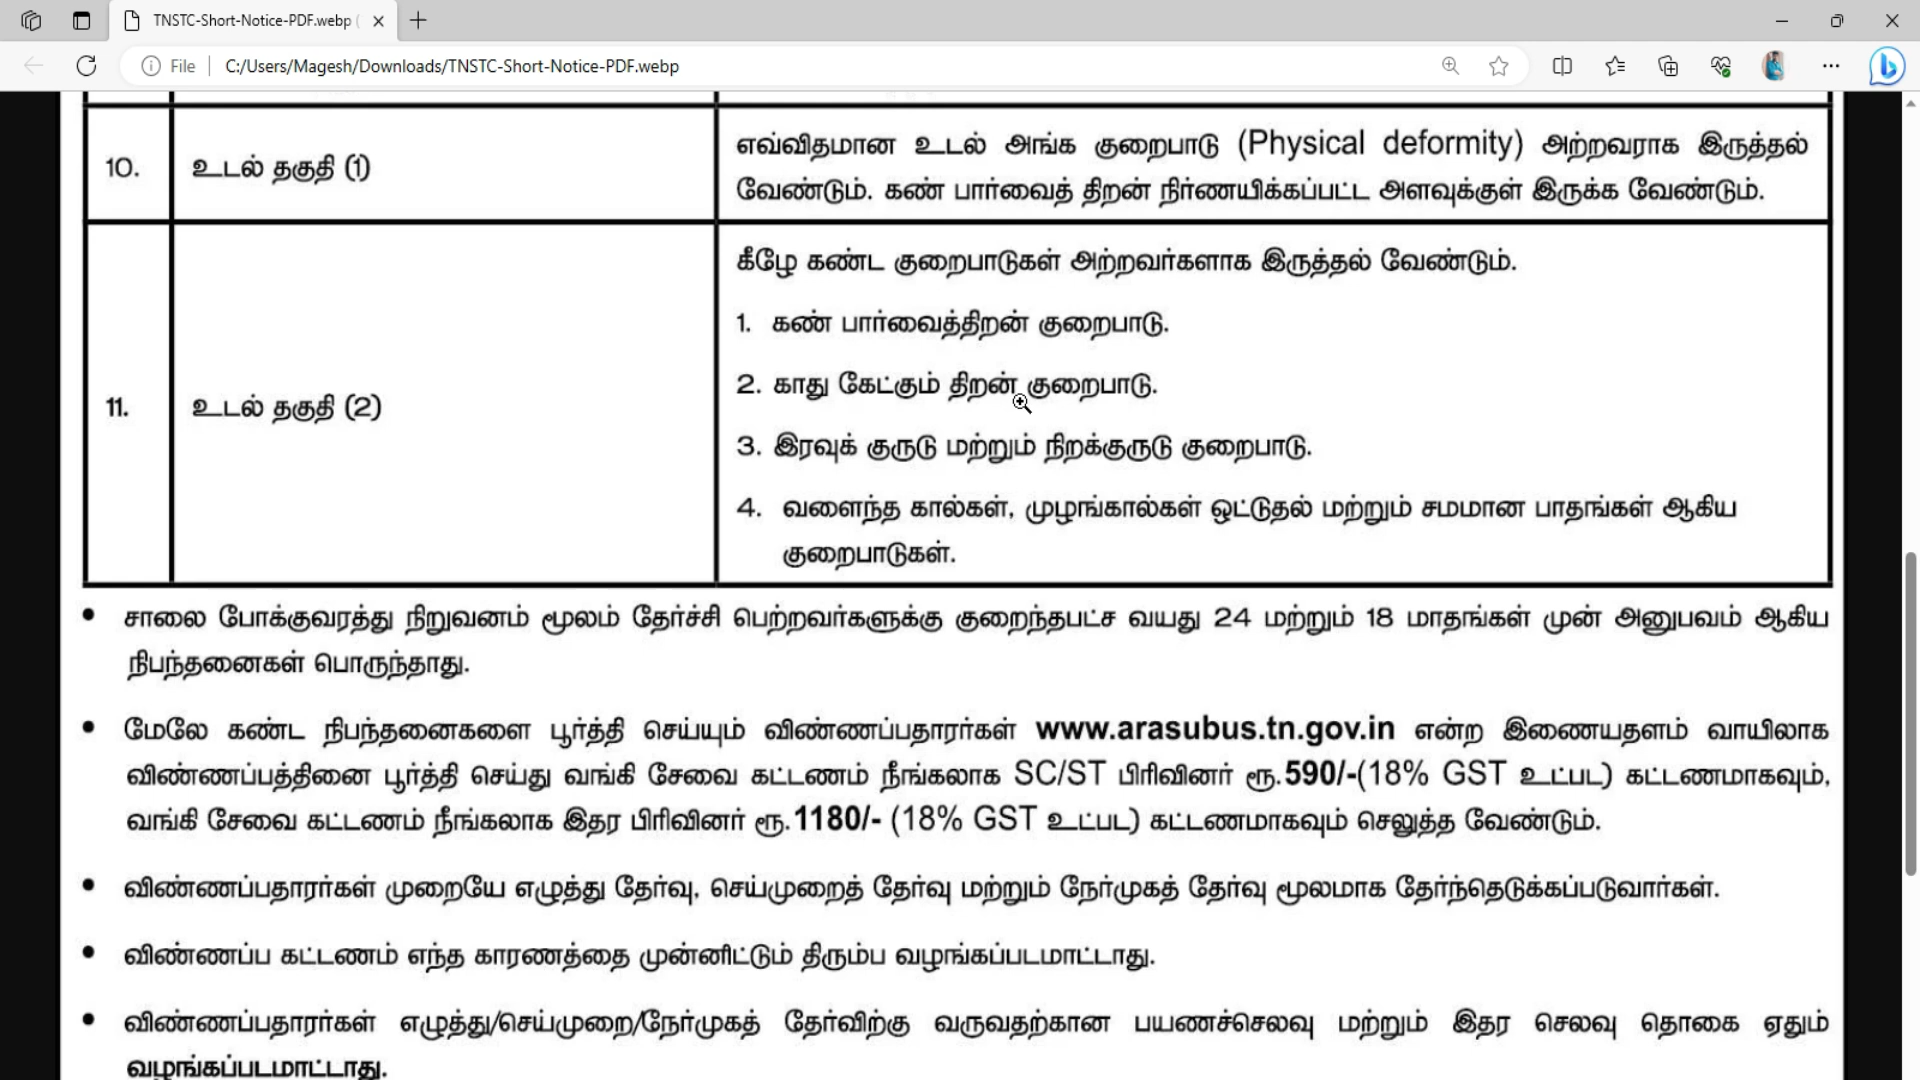 TNSTC-Short-Notice-PDF.webp (
File
C:/Users/Magesh/Downloads/TNSTC-Short-Notice-PDF.webp
10.
உடல் தகுதி (1)
எவ்விதமான உடல் அங்க குறைபாடு (Physical deformity) அற்றவராக இருத்தல்
வேண்டும். கண் பார்வைத் திறன் நிர்ணயிக்கப்பட்ட அளவுக்குள் இருக்க வேண்டும்.
11.
உடல் தகுதி (2)
கீழே கண்ட குறைபாடுகள் அற்றவர்களாக இருத்தல் வேண்டும்.
1. கண் பார்வைத்திறன் குறைபாடு.
2. காது கேட்கும் திறன் குறைபாடு.
3. இரவுக் குருடு மற்றும் நிறக்குருடு குறைபாடு.
4. வளைந்த கால்கள், முழங்கால்கள் ஒட்டுதல் மற்றும் சமமான பாதங்கள் ஆகிய
குறைபாடுகள்.
• சாலை போக்குவரத்து நிறுவனம் மூலம் தேர்ச்சி பெற்றவர்களுக்கு குறைந்தபட்ச வயது 24 மற்றும் 18 மாதங்கள் முன் அனுபவம் ஆகிய
நிபந்தனைகள் பொருந்தாது.
• மேலே கண்ட நிபந்தனைகளை பூர்த்தி செய்யும் விண்ணப்பதாரர்கள் www.arasubus.tn.gov.in என்ற இணையதளம் வாயிலாக
விண்ணப்பத்தினை பூர்த்தி செய்து வங்கி சேவை கட்டணம் நீங்கலாக SC/ST பிரிவினர் ரூ.590/-(18% GST உட்பட) கட்டணமாகவும்,
வங்கி சேவை கட்டணம் நீங்கலாக இதர பிரிவினர் ரூ.1180/- (18% GST உட்பட) கட்டணமாகவும் செலுத்த வேண்டும்.
• விண்ணப்பதாரர்கள் முறையே எழுத்து தேர்வு, செய்முறைத் தேர்வு மற்றும் நேர்முகத் தேர்வு மூலமாக தேர்ந்தெடுக்கப்படுவார்கள்.
• விண்ணப்ப கட்டணம் எந்த காரணத்தை முன்னிட்டும் திரும்ப வழங்கப்படமாட்டாது.
• விண்ணப்பதாரர்கள் எழுத்து/செய்முறை/நேர்முகத் தேர்விற்கு வருவதற்கான பயணச்செலவு மற்றும் இதர செலவு தொகை ஏதும்
வழங்கப்படமாட்டாது.